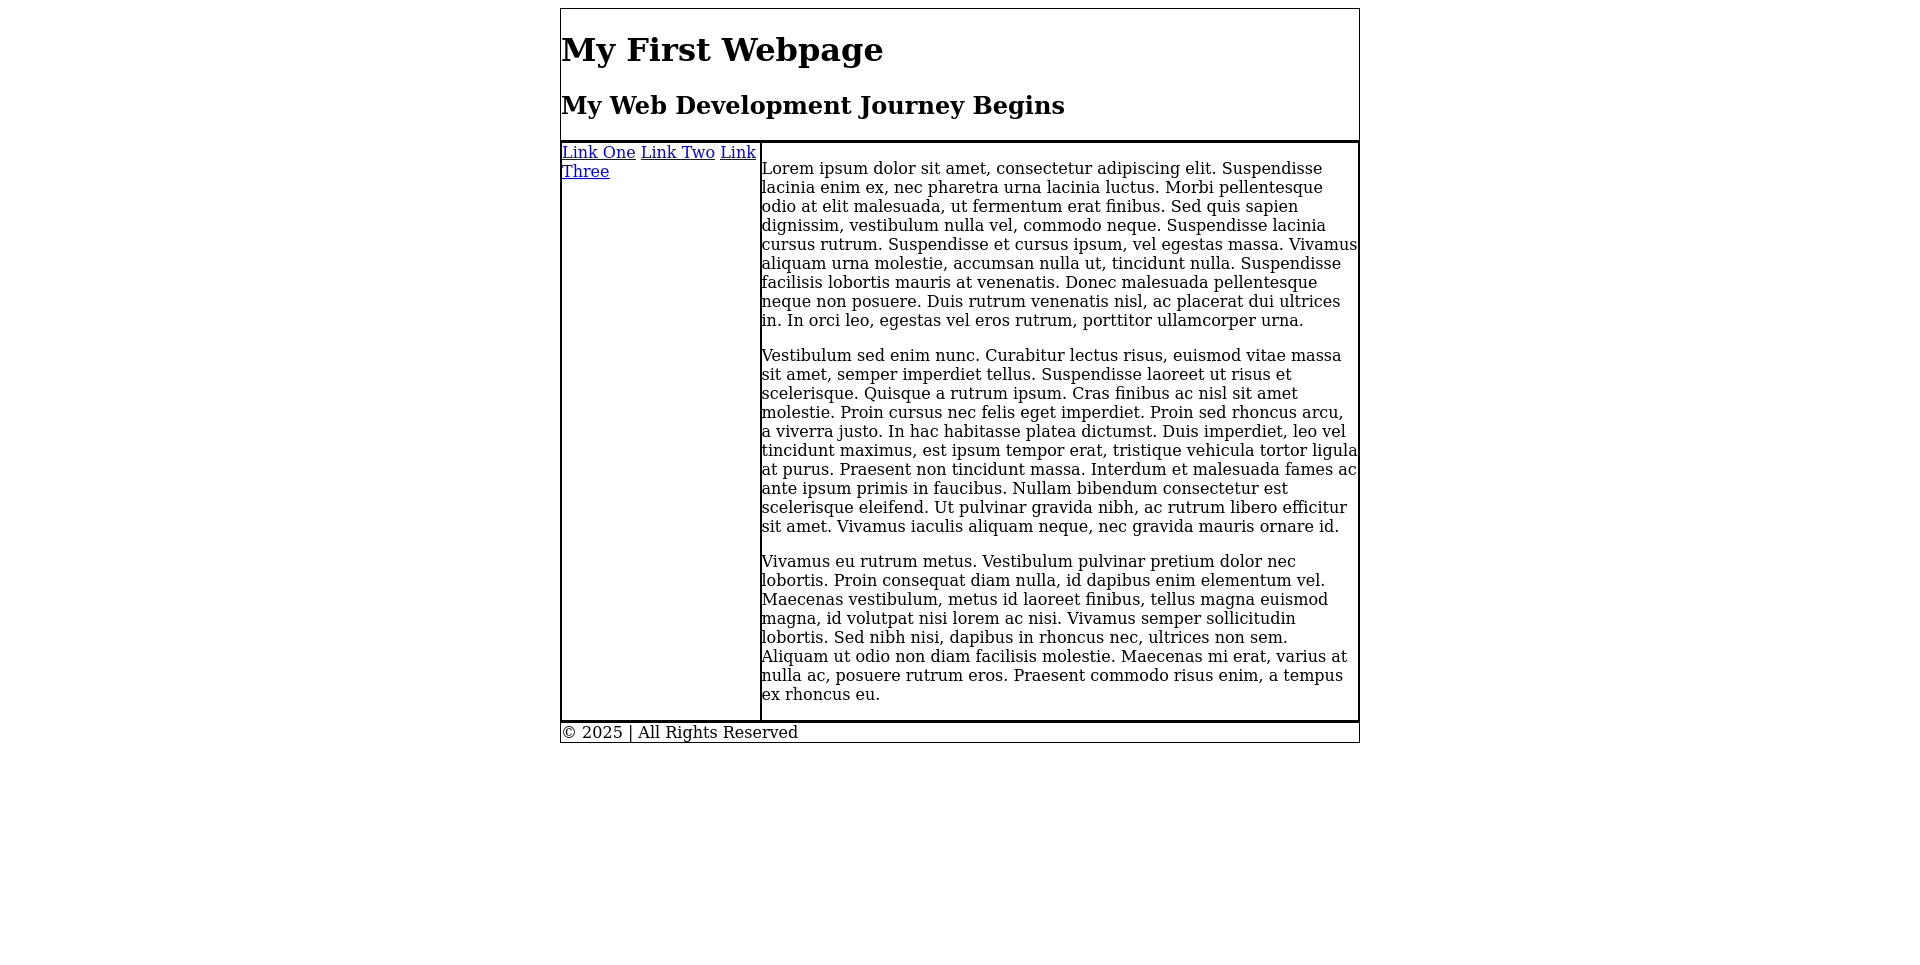 My First Webpage
My Web Development Journey Begins
Link One Link Two Link
Three
Lorem ipsum dolor sit amet, consectetur adipiscing elit. Suspendisse
lacinia enim ex, nec pharetra urna lacinia luctus. Morbi pellentesque
odio at elit malesuada, ut fermentum erat finibus. Sed quis sapien
dignissim, vestibulum nulla vel, commodo neque. Suspendisse lacinia
cursus rutrum. Suspendisse et cursus ipsum, vel egestas massa. Vivamus
aliquam urna molestie, accumsan nulla ut, tincidunt nulla. Suspendisse
facilisis lobortis mauris at venenatis. Donec malesuada pellentesque
neque non posuere. Duis rutrum venenatis nisl, ac placerat dui ultrices
in. In orci leo, egestas vel eros rutrum, porttitor ullamcorper urna.
Vestibulum sed enim nunc. Curabitur lectus risus, euismod vitae massa
sit amet, semper imperdiet tellus. Suspendisse laoreet ut risus et
scelerisque. Quisque a rutrum ipsum. Cras finibus ac nisl sit amet
molestie. Proin cursus nec felis eget imperdiet. Proin sed rhoncus arcu,
a viverra justo. In hac habitasse platea dictumst. Duis imperdiet, leo vel
tincidunt maximus, est ipsum tempor erat, tristique vehicula tortor ligula
at purus. Praesent non tincidunt massa. Interdum et malesuada fames ac
ante ipsum primis in faucibus. Nullam bibendum consectetur est
scelerisque eleifend. Ut pulvinar gravida nibh, ac rutrum libero efficitur
sit amet. Vivamus iaculis aliquam neque, nec gravida mauris ornare id.
Vivamus eu rutrum metus. Vestibulum pulvinar pretium dolor nec
lobortis. Proin consequat diam nulla, id dapibus enim elementum vel.
Maecenas vestibulum, metus id laoreet finibus, tellus magna euismod
magna, id volutpat nisi lorem ac nisi. Vivamus semper sollicitudin
lobortis. Sed nibh nisi, dapibus in rhoncus nec, ultrices non sem.
Aliquam ut odio non diam facilisis molestie. Maecenas mi erat, varius at
nulla ac, posuere rutrum eros. Praesent commodo risus enim, a tempus
ex rhoncus eu.
© 2025 | All Rights Reserved